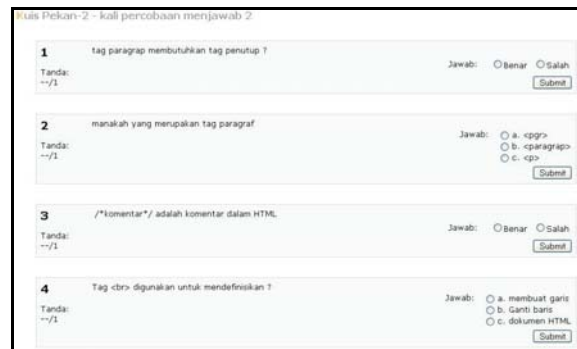 Kuis Pekan-2 - kali percobaan menjawab 2
1
tag paragrap membutuhkan tag penutup ?
Tanda:
--/1
Jawab: Benar Salah
Submit
2
manakah yang merupakan tag paragraf
Tanda:
--/1
Jawab: a. <pgr>
b. <paragrap>
c. <p>
Submit
3
/*komentar*/ adalah komentar dalam HTML
Tanda:
--/1
Jawab: Benar Salah
Submit
4
Tag <br> digunakan untuk mendefinisikan ?
Tanda:
--/1
Jawab: a. membuat garis
b. Ganti baris
c. dokumen HTML
Submit